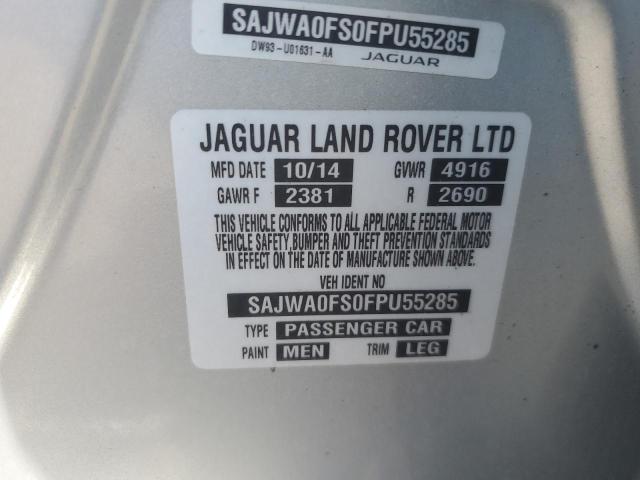 SAJWA0FS0FPU55285
DW93-U01631-AA JAGUAR
JAGUAR LAND ROVER LTD
MFD DATE 10/14 GVWR 4916
GAWR F 2381 R 2690
THIS VEHICLE CONFORMS TO ALL APPLICABLE FEDERAL MOTOR
VEHICLE SAFETY,BUMPER AND THEFT PREVENTION STANDARDS
IN EFFECT ON THE DATE OF MANUFACTURE SHOWN ABOVE.
VEH IDENT NO
SAJWA0FS0FPU55285
TYPE PASSENGER CAR
PAINT MEN TRIM LEG